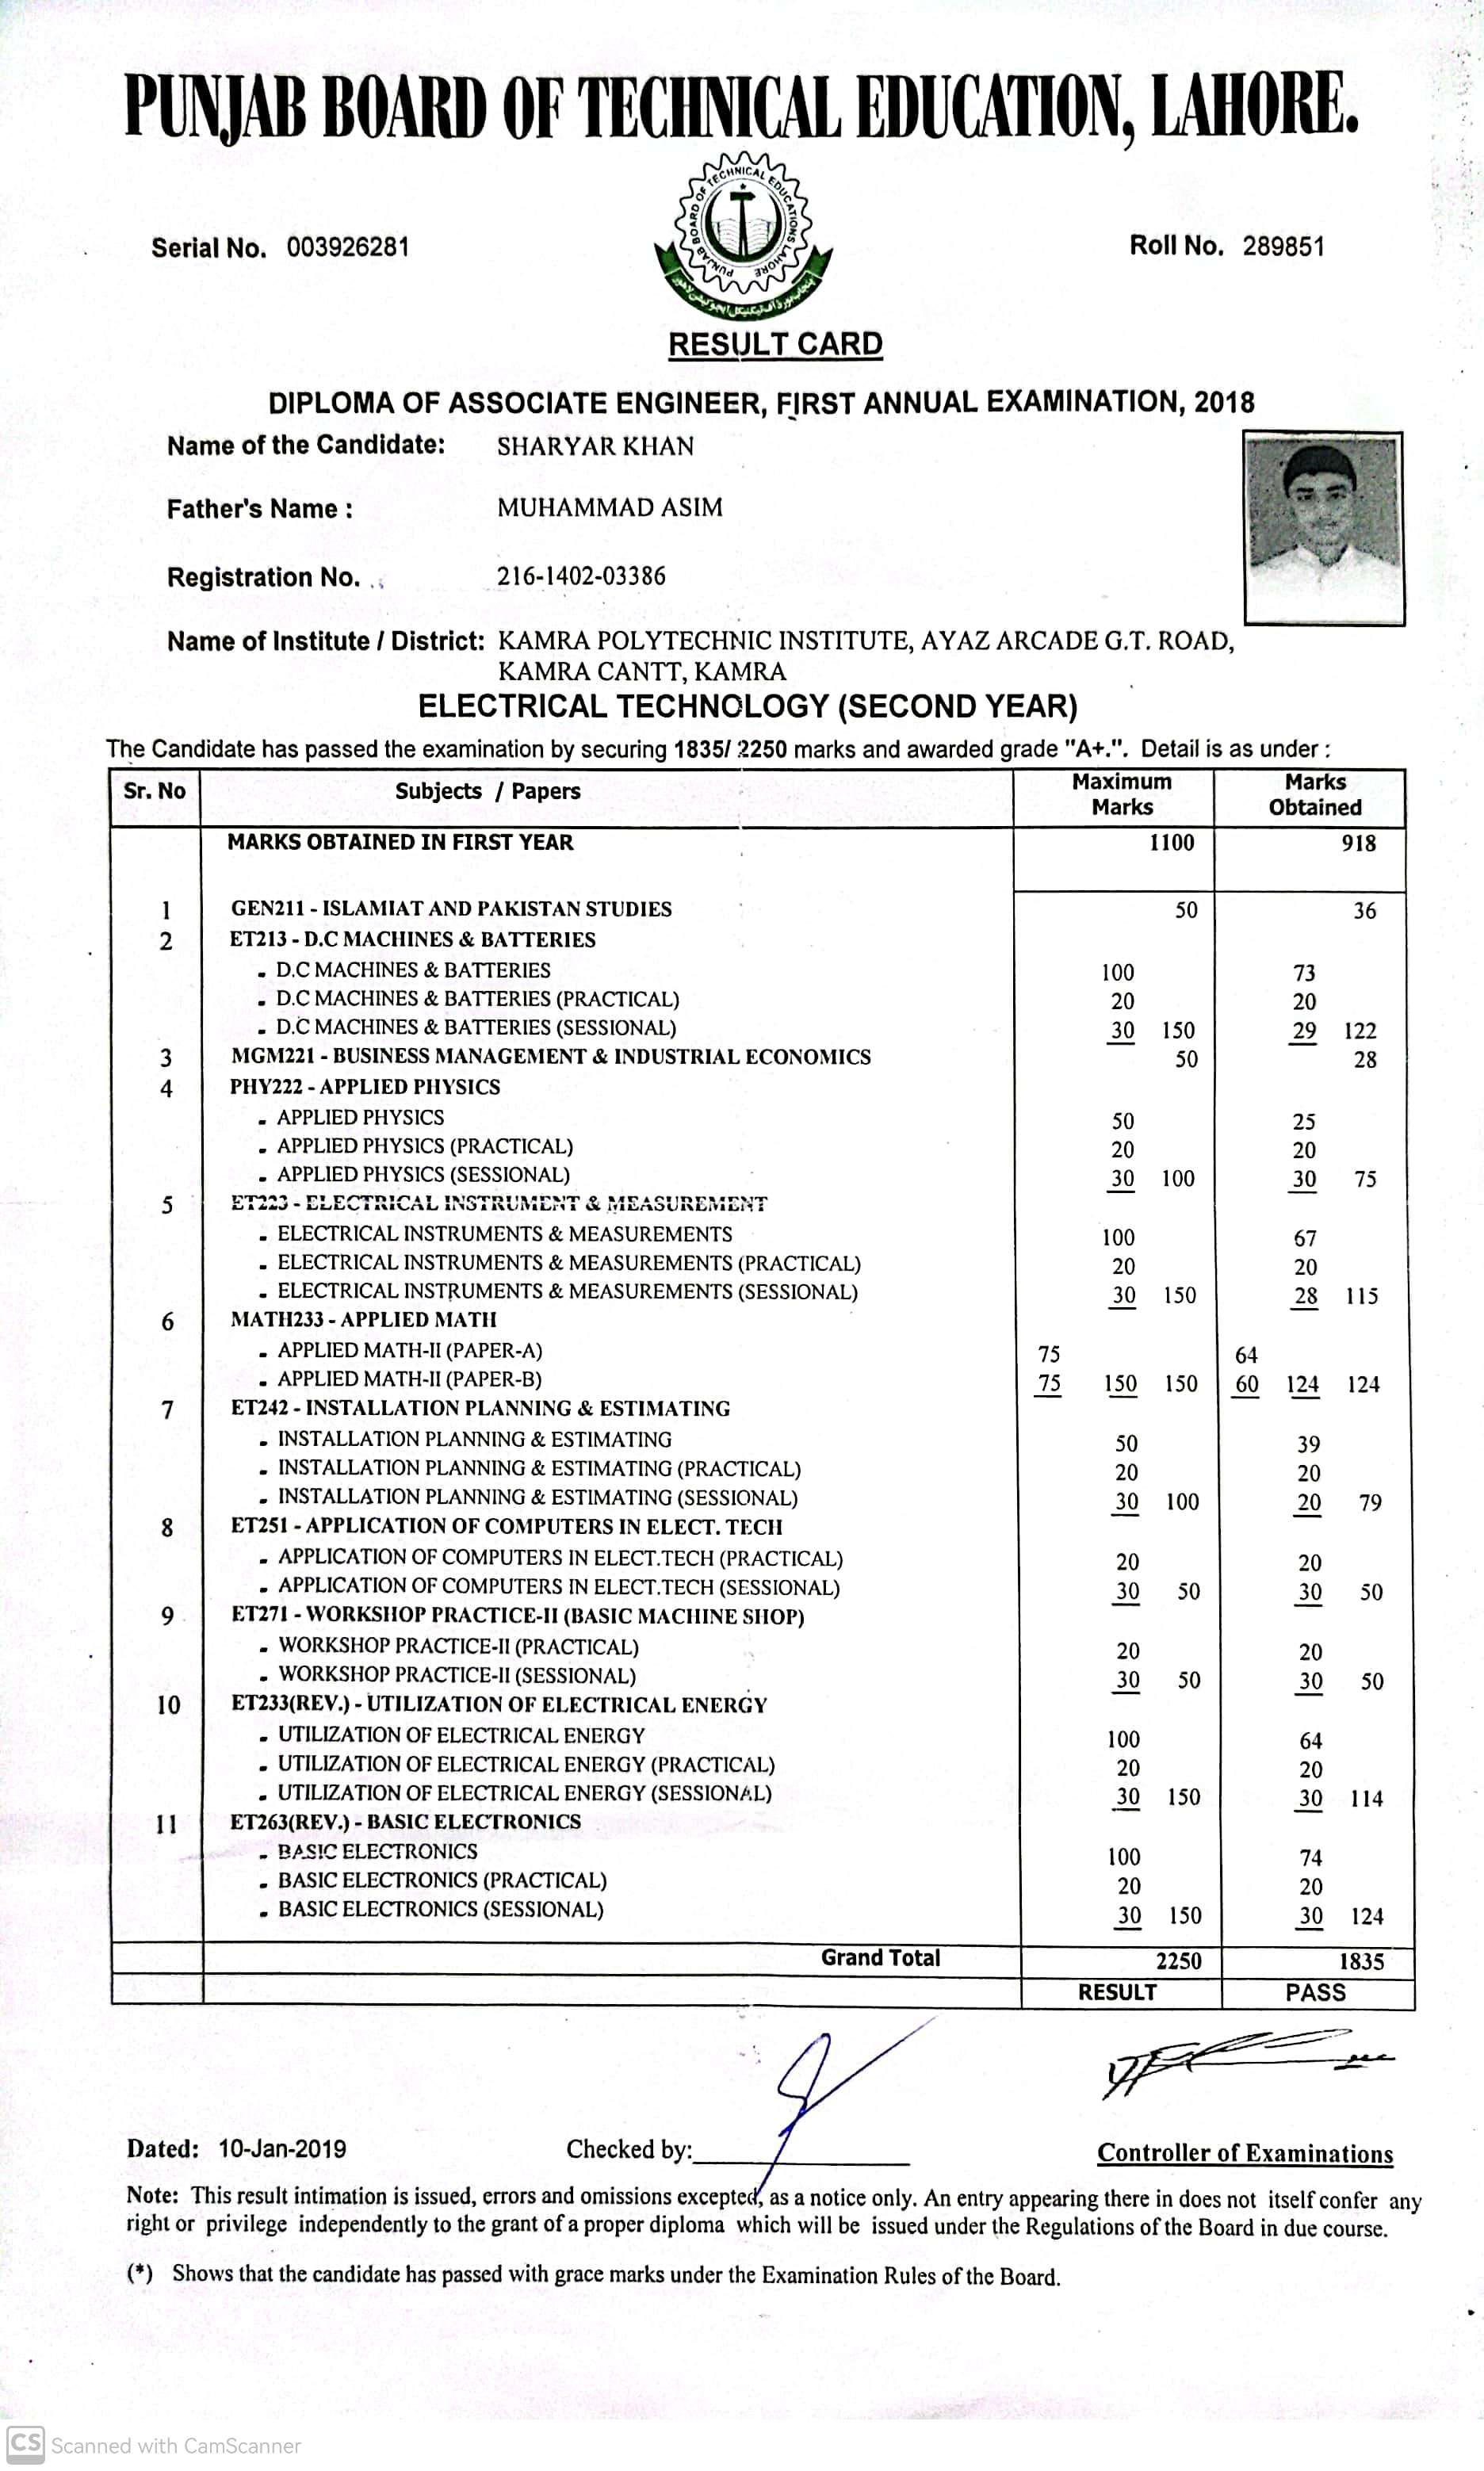 PUNJAB BOARD OF TECHNICAL EDUCATION, LAHORE.
PUNJAB BOARD OF TECHNICAL EDUCATIONS LAHORE
پنجاب بورڈ آف ٹیکنیکل ایجوکیشن لاہور
Serial No. 003926281 Roll No. 289851
RESULT CARD
DIPLOMA OF ASSOCIATE ENGINEER, FIRST ANNUAL EXAMINATION, 2018
Name of the Candidate: SHARYAR KHAN
Father's Name : MUHAMMAD ASIM
Registration No. 216-1402-03386
Name of Institute / District: KAMRA POLYTECHNIC INSTITUTE, AYAZ ARCADE G.T. ROAD,
KAMRA CANTT, KAMRA
ELECTRICAL TECHNOLOGY (SECOND YEAR)
The Candidate has passed the examination by securing 1835/ 2250 marks and awarded grade "A+.". Detail is as under :
Sr. No Subjects / Papers Maximum Marks Marks Obtained
MARKS OBTAINED IN FIRST YEAR 1100 918
1 GEN211 - ISLAMIAT AND PAKISTAN STUDIES 50 36
2 ET213 - D.C MACHINES & BATTERIES
- D.C MACHINES & BATTERIES 100 73
- D.C MACHINES & BATTERIES (PRACTICAL) 20 20
- D.C MACHINES & BATTERIES (SESSIONAL) 30 150 29 122
3 MGM221 - BUSINESS MANAGEMENT & INDUSTRIAL ECONOMICS 50 28
4 PHY222 - APPLIED PHYSICS
- APPLIED PHYSICS 50 25
- APPLIED PHYSICS (PRACTICAL) 20 20
- APPLIED PHYSICS (SESSIONAL) 30 100 30 75
5 ET223 - ELECTRICAL INSTRUMENT & MEASUREMENT
- ELECTRICAL INSTRUMENTS & MEASUREMENTS 100 67
- ELECTRICAL INSTRUMENTS & MEASUREMENTS (PRACTICAL) 20 20
- ELECTRICAL INSTRUMENTS & MEASUREMENTS (SESSIONAL) 30 150 28 115
6 MATH233 - APPLIED MATH
- APPLIED MATH-II (PAPER-A) 75 64
- APPLIED MATH-II (PAPER-B) 75 150 150 60 124 124
7 ET242 - INSTALLATION PLANNING & ESTIMATING
- INSTALLATION PLANNING & ESTIMATING 50 39
- INSTALLATION PLANNING & ESTIMATING (PRACTICAL) 20 20
- INSTALLATION PLANNING & ESTIMATING (SESSIONAL) 30 100 20 79
8 ET251 - APPLICATION OF COMPUTERS IN ELECT. TECH
- APPLICATION OF COMPUTERS IN ELECT.TECH (PRACTICAL) 20 20
- APPLICATION OF COMPUTERS IN ELECT.TECH (SESSIONAL) 30 50 30 50
9 ET271 - WORKSHOP PRACTICE-II (BASIC MACHINE SHOP)
- WORKSHOP PRACTICE-II (PRACTICAL) 20 20
- WORKSHOP PRACTICE-II (SESSIONAL) 30 50 30 50
10 ET233(REV.) - UTILIZATION OF ELECTRICAL ENERGY
- UTILIZATION OF ELECTRICAL ENERGY 100 64
- UTILIZATION OF ELECTRICAL ENERGY (PRACTICAL) 20 20
- UTILIZATION OF ELECTRICAL ENERGY (SESSIONAL) 30 150 30 114
11 ET263(REV.) - BASIC ELECTRONICS
- BASIC ELECTRONICS 100 74
- BASIC ELECTRONICS (PRACTICAL) 20 20
- BASIC ELECTRONICS (SESSIONAL) 30 150 30 124
Grand Total 2250 1835
RESULT PASS
Dated: 10-Jan-2019 Checked by: Controller of Examinations
Note: This result intimation is issued, errors and omissions excepted, as a notice only. An entry appearing there in does not itself confer any
right or privilege independently to the grant of a proper diploma which will be issued under the Regulations of the Board in due course.
(*) Shows that the candidate has passed with grace marks under the Examination Rules of the Board.
CS Scanned with CamScanner